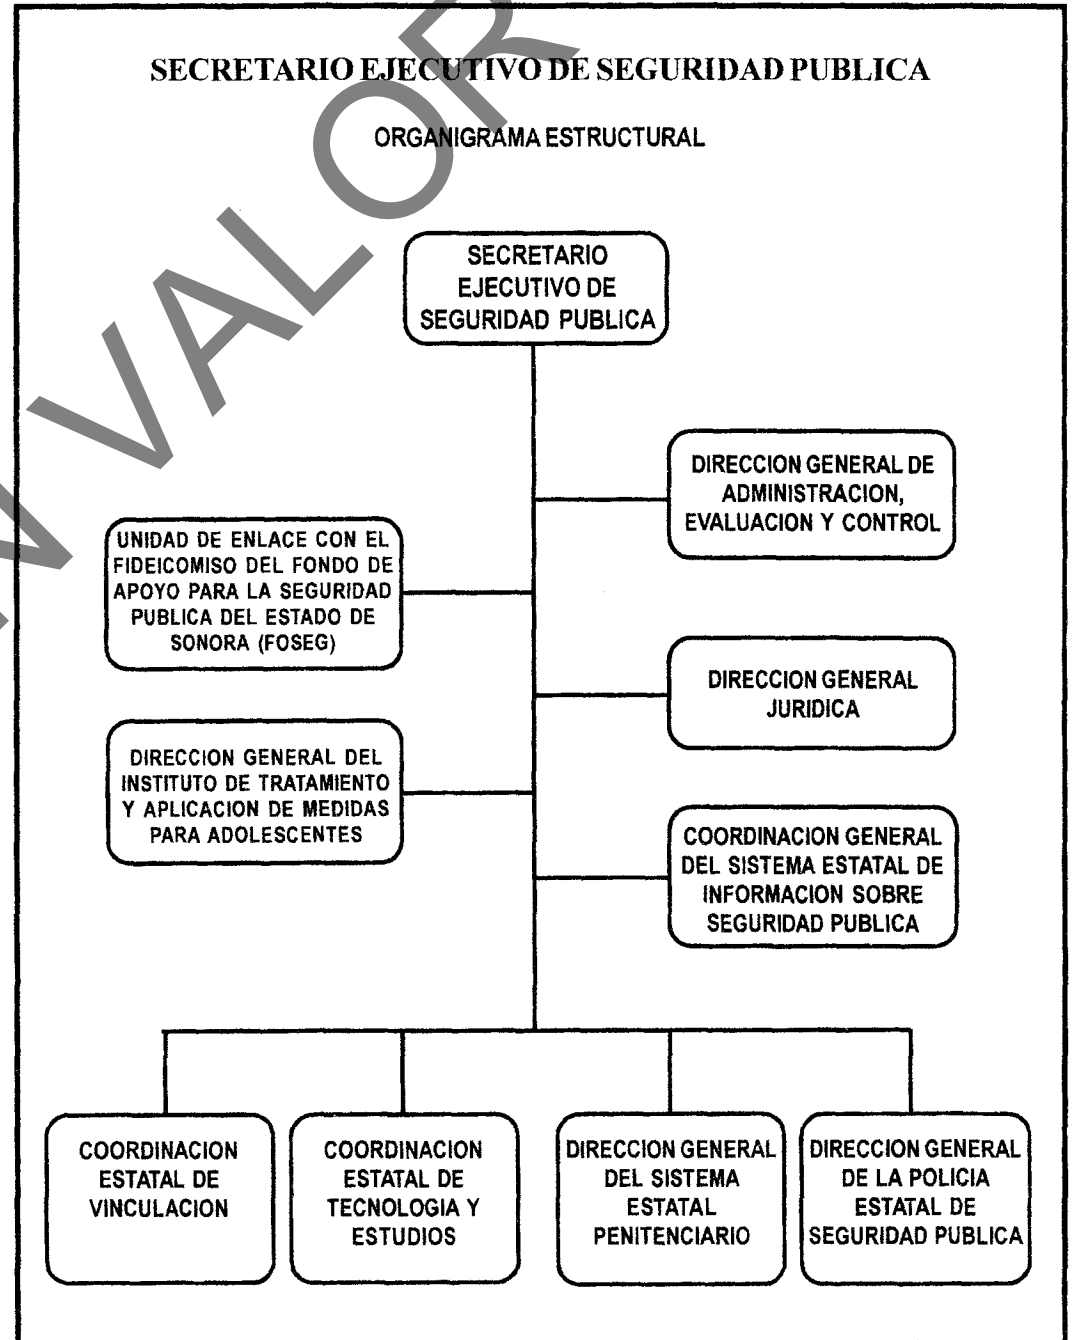 SECRETARIO EJECUTIVO DE SEGURIDAD PUBLICA
ORGANIGRAMA ESTRUCTURAL
SECRETARIO
EJECUTIVO DE
SEGURIDAD PUBLICA
DIRECCION GENERAL DE
ADMINISTRACION,
EVALUACION Y CONTROL
UNIDAD DE ENLACE CON EL
FIDEICOMISO DEL FONDO DE
APOYO PARA LA SEGURIDAD
PUBLICA DEL ESTADO DE
SONORA (FOSEG)
DIRECCION GENERAL
JURIDICA
DIRECCION GENERAL DEL
INSTITUTO DE TRATAMIENTO
Y APLICACION DE MEDIDAS
PARA ADOLESCENTES
COORDINACION GENERAL
DEL SISTEMA ESTATAL DE
INFORMACION SOBRE
SEGURIDAD PUBLICA
COORDINACION
ESTATAL DE
VINCULACION
COORDINACION
ESTATAL DE
TECNOLOGIA Y
ESTUDIOS
DIRECCION GENERAL
DEL SISTEMA
ESTATAL
PENITENCIARIO
DIRECCION GENERAL
DE LA POLICIA
ESTATAL DE
SEGURIDAD PUBLICA
VALOR